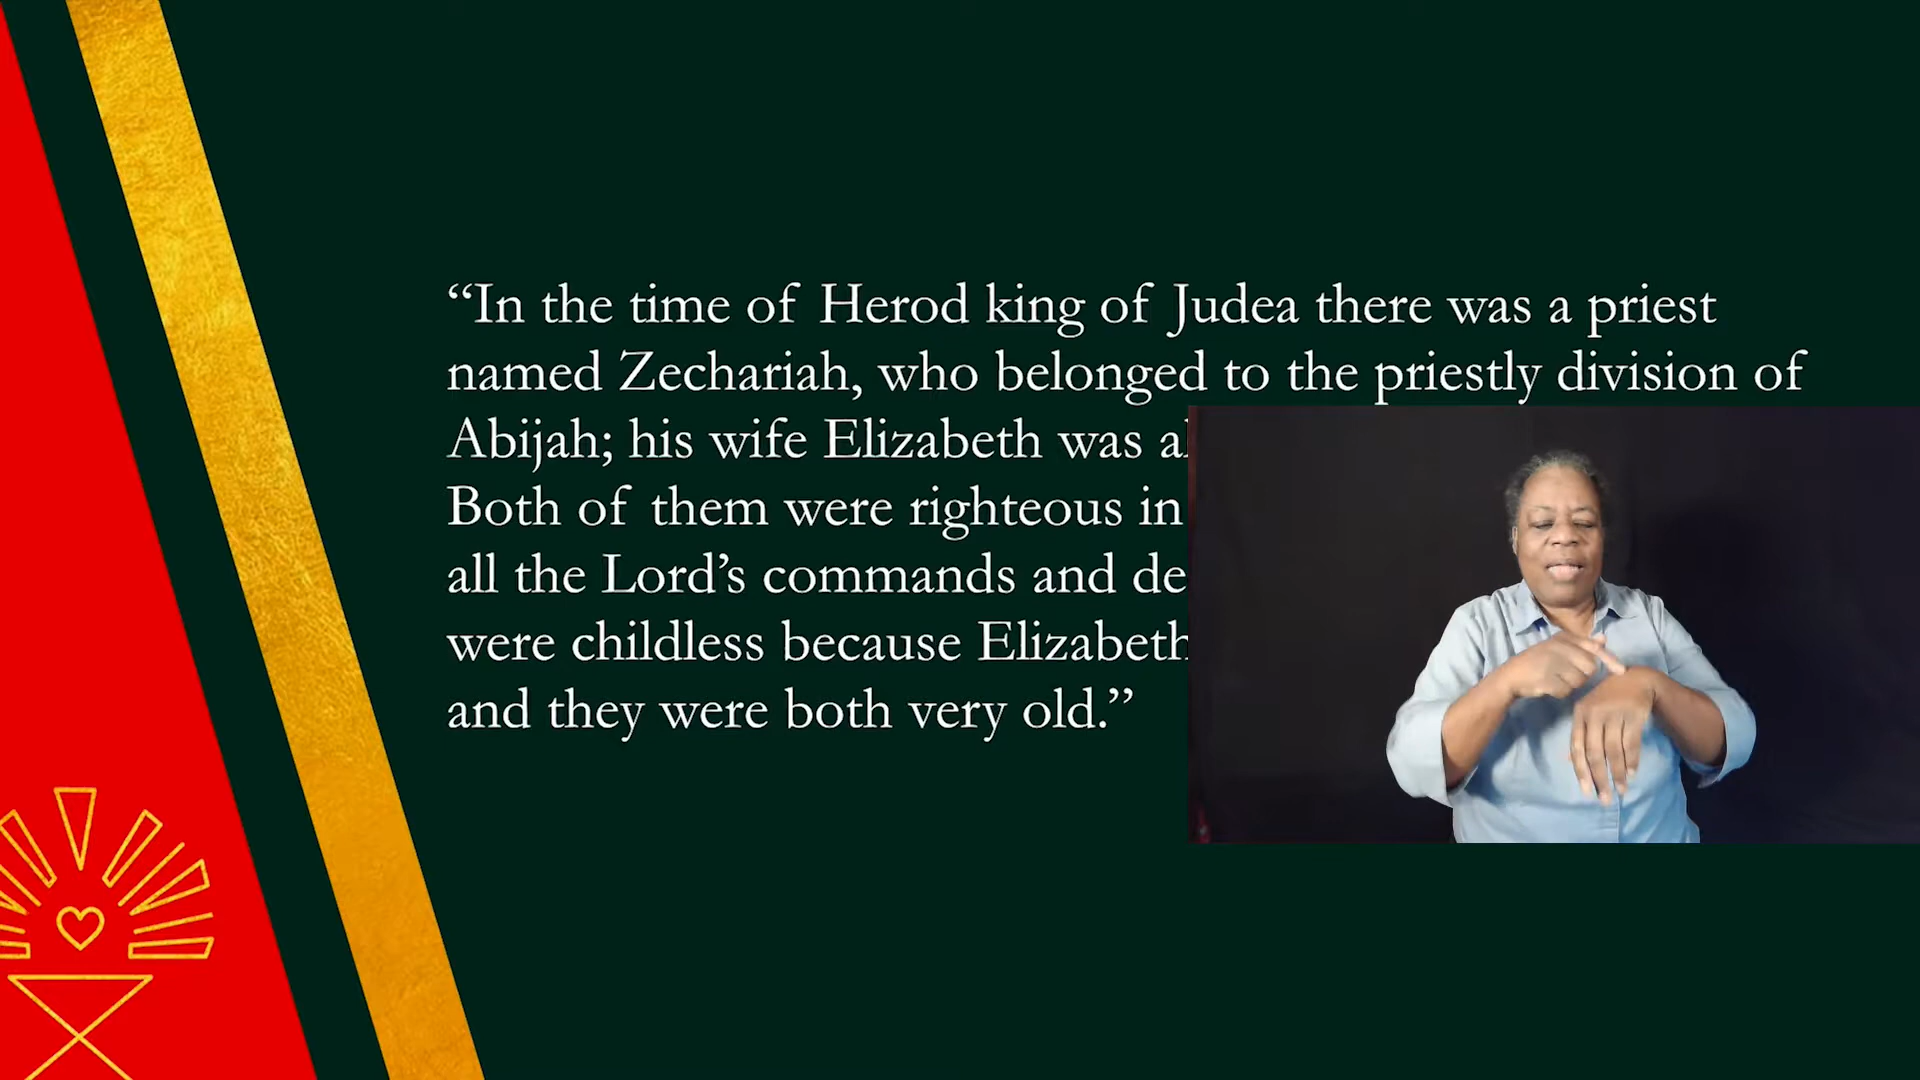 “In the time of Herod king of Judea there was a priest
named Zechariah, who belonged to the priestly division of
Abijah; his wife Elizabeth was
Both of them were righteous in
all the Lord’s commands and
were childless because Elizabeth
and they were both very old.”